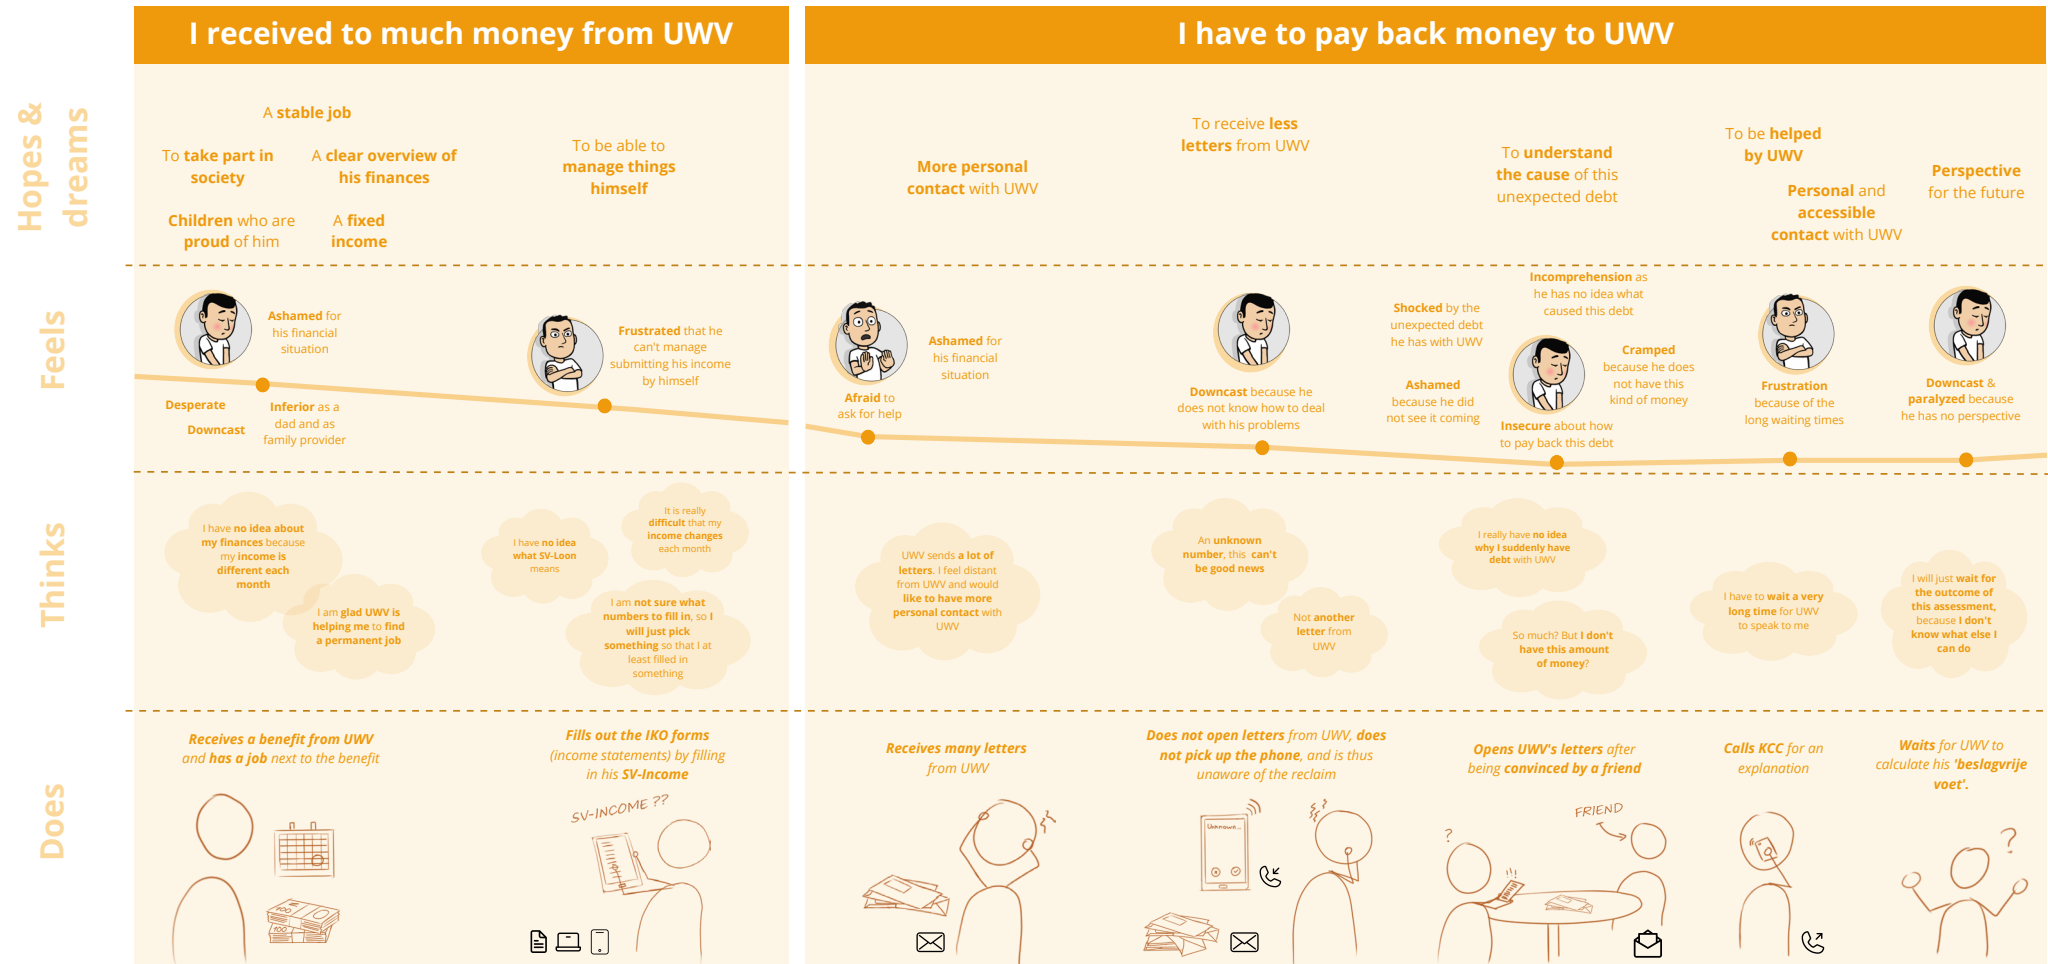 I received to much money from UWV
I have to pay back money to UWV
Hopes &
dreams
A stable job
To take part in
society
A clear overview of
his finances
Children who are
proud of him
A fixed
income
To be able to
manage things
himself
More personal
contact with UWV
To receive less
letters from UWV
To understand
the cause of this
unexpected debt
To be helped
by UWV
Personal and
accessible
contact with UWV
Perspective
for the future
Feels
Ashamed for
his financial
situation
Desperate
Downcast
Inferior as a
dad and as
family provider
Frustrated that he
can't manage
submitting his income
by himself
Afraid to
ask for help
Ashamed for
his financial
situation
Downcast because he
does not know how to deal
with his problems
Shocked by the
unexpected debt
he has with UWV
Incomprehension as
he has no idea what
caused this debt
Ashamed
because he did
not see it coming
Cramped
because he does
not have this
kind of money
Insecure about how
to pay back this debt
Frustration
because of the
long waiting times
Downcast &
paralyzed because
he has no perspective
Thinks
I have no idea about
my finances because
my income is
different each
month
I am glad UWV is
helping me to find
a permanent job
I have no idea
what SV-Loon
means
It is really
difficult that my
income changes
each month
I am not sure what
numbers to fill in, so I
will just pick
something so that I at
least filled in
something
UWV sends a lot of
letters. I feel distant
from UWV and would
like to have more
personal contact with
UWV
An unknown
number, this can't
be good news
Not another
letter from
UWV
I really have no idea
why I suddenly have
debt with UWV
So much? But I don't
have this amount
of money?
I have to wait a very
long time for UWV
to speak to me
I will just wait for
the outcome of
this assessment,
because I don't
know what else I
can do
Does
Receives a benefit from UWV
and has a job next to the benefit
100
100
Fills out the IKO forms
(income statements) by filling
in his SV-Income
SV-INCOME ??
Receives many letters
from UWV
Does not open letters from UWV, does
not pick up the phone, and is thus
unaware of the reclaim
Unknown...
Opens UWV's letters after
being convinced by a friend
FRIEND
?
Calls KCC for an
explanation
Waits for UWV to
calculate his 'beslagvrije
voet'.
?